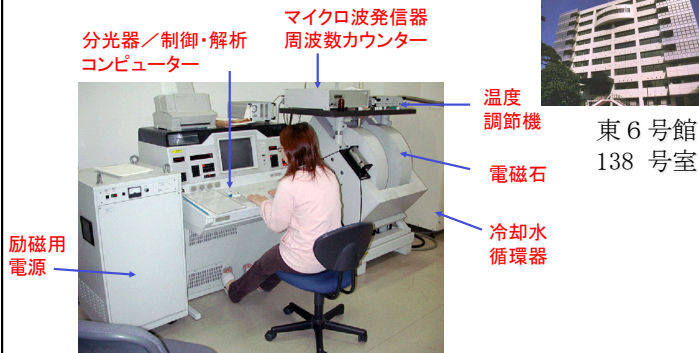 マイクロ波発信器
周波数カウンター
分光器／制御・解析
コンピューター
温度
調節機
東６号館
138 号室
電磁石
冷却水
循環器
励磁用
電源